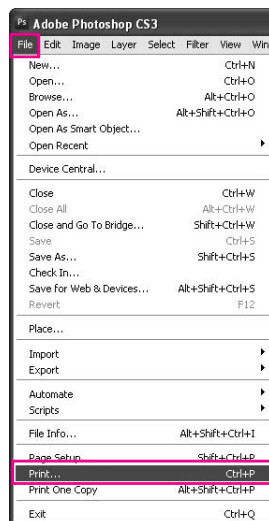 Ps Adobe Photoshop CS3
File Edit Image Layer Select Filter View Win
New... Ctrl+N
Open... Ctrl+O
Browse... Alt+Ctrl+O
Open As... Alt+Shift+Ctrl+O
Open As Smart Object...
Open Recent
Device Central...
Close Ctrl+W
Close All Alt+Ctrl+W
Close and Go To Bridge... Shift+Ctrl+W
Save Ctrl+S
Save As... Shift+Ctrl+S
Check In...
Save for Web & Devices... Alt+Shift+Ctrl+S
Revert F12
Place...
Import
Export
Automate
Scripts
File Info... Alt+Shift+Ctrl+I
Page Setup... Shift+Ctrl+P
Print... Ctrl+P
Print One Copy Alt+Shift+Ctrl+P
Exit Ctrl+Q